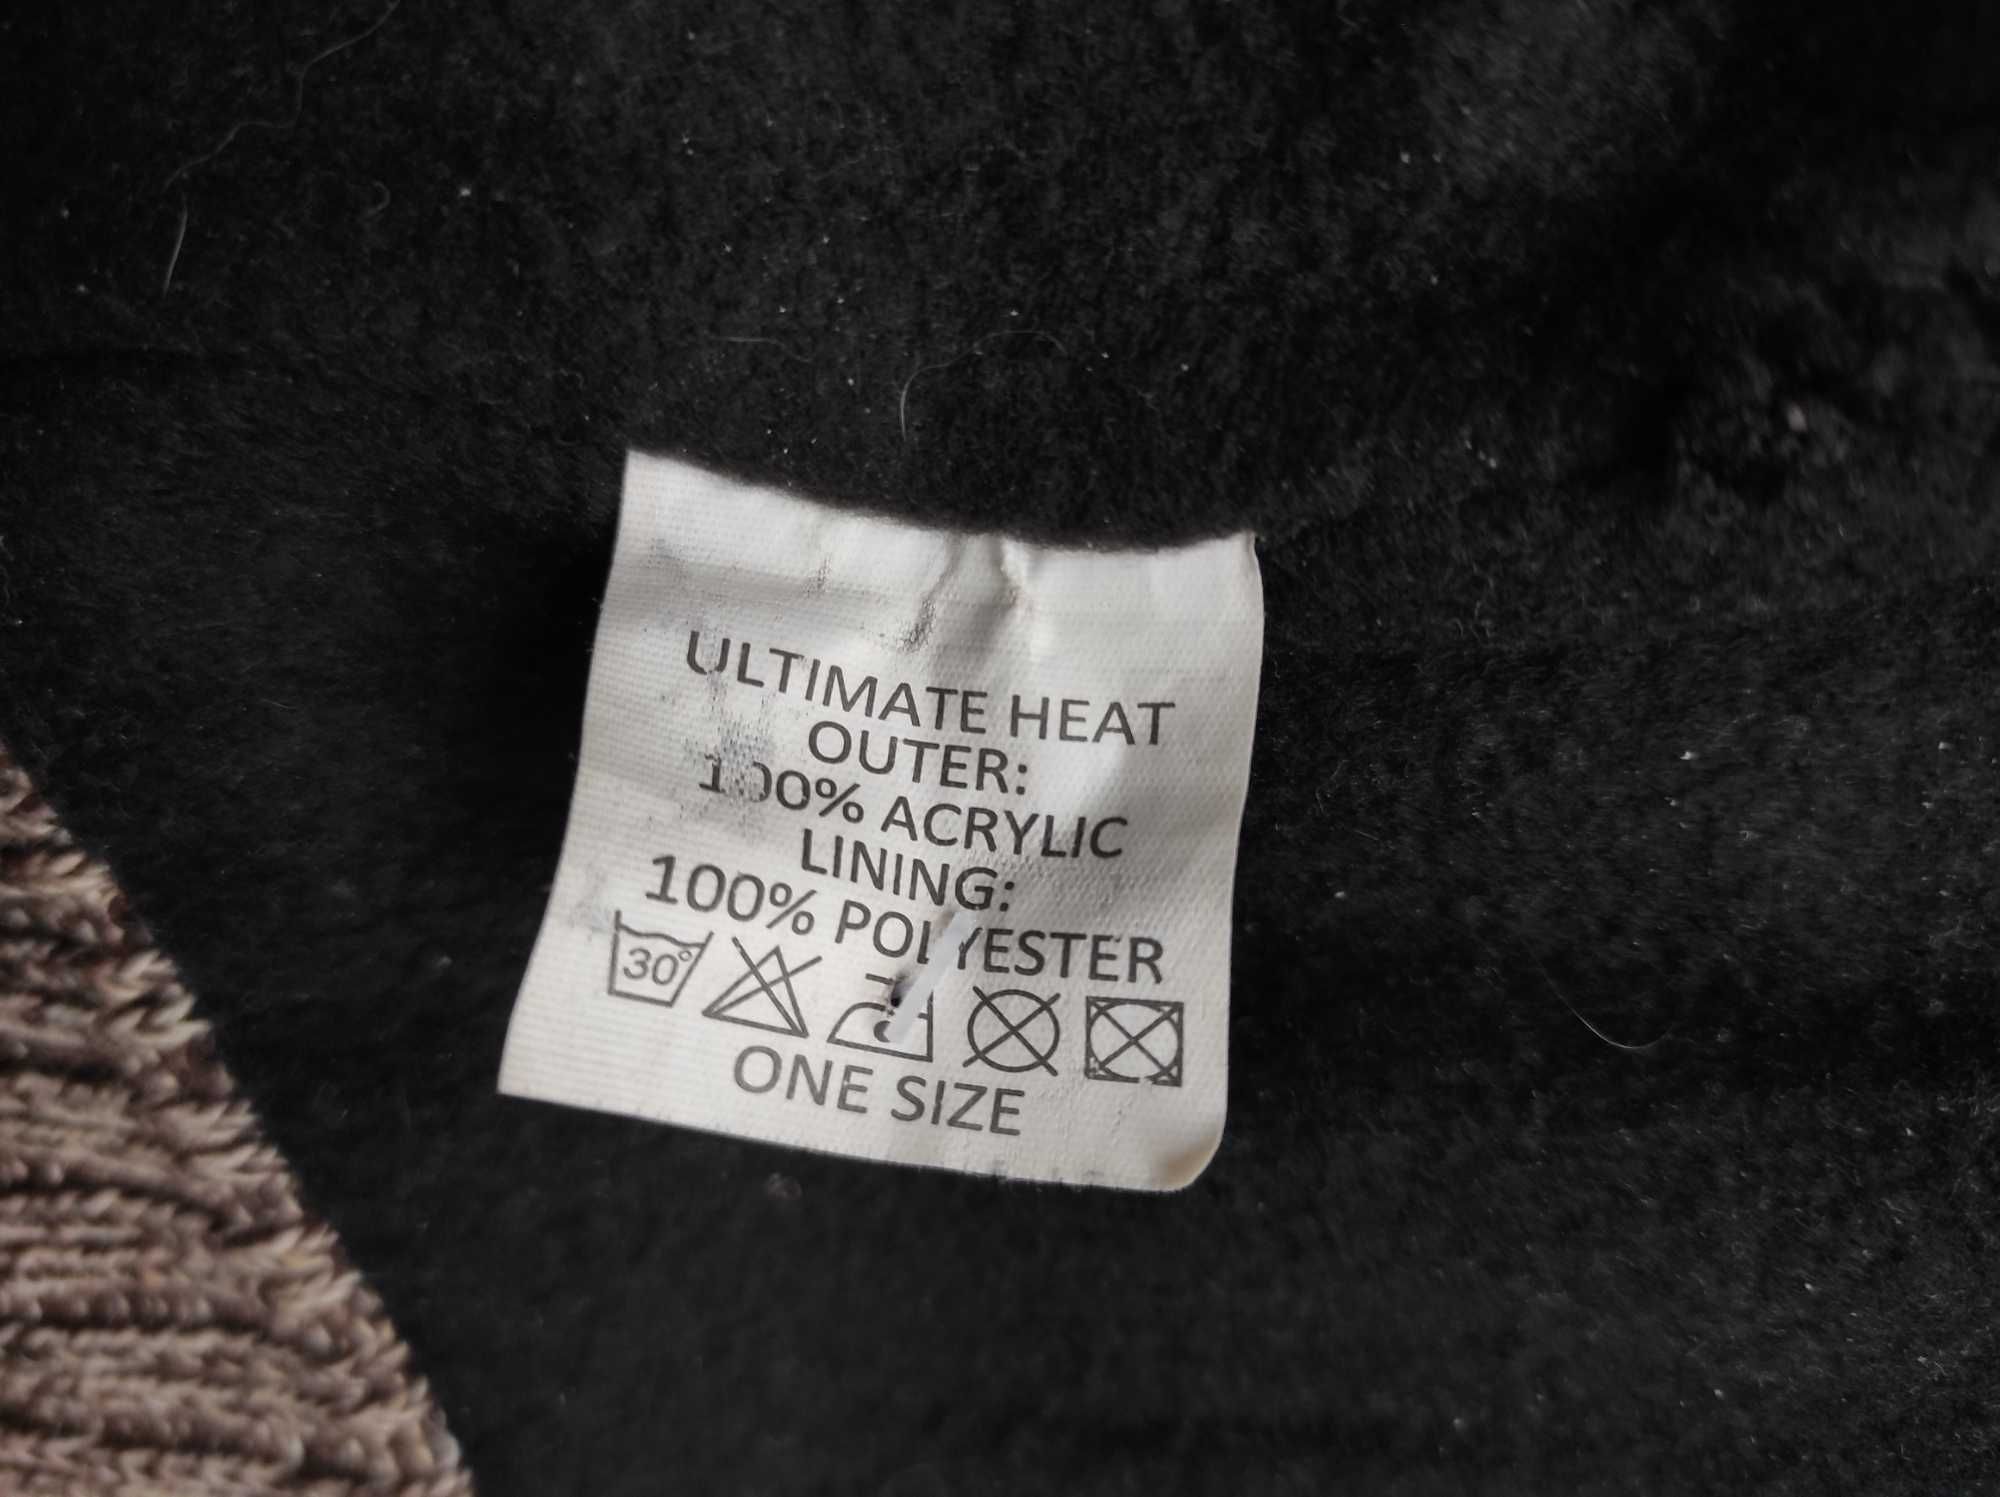 ULTIMATE HEAT
OUTER:
100% ACRYLIC
LINING:
100% POLYESTER
30°
ONE SIZE